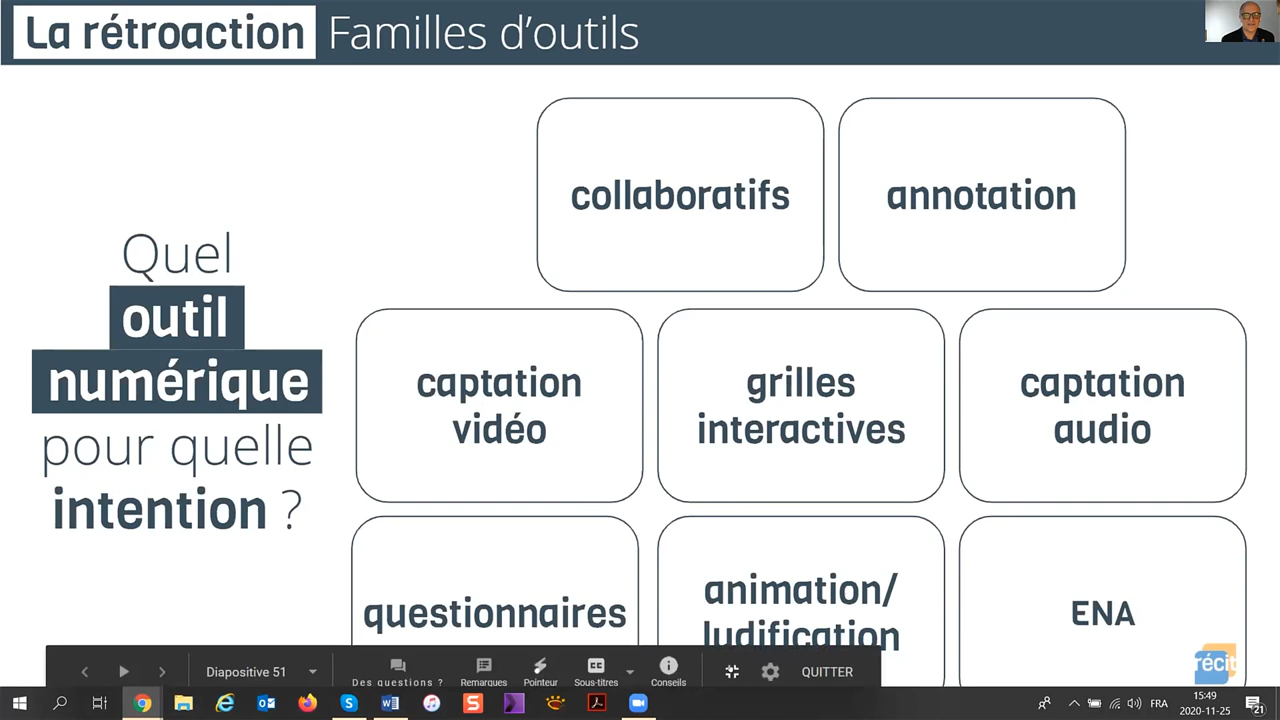 La rétroaction Familles d'outils
collaboratifs
annotation
Quel
outil
numérique
pour quelle
intention ?
captation
vidéo
grilles
interactives
captation
audio
questionnaires
animation/
ludification
ENA
récit
Diapositive 51
Des questions ?
Remarques
Pointeur
Sous-titres
Conseils
QUITTER
FRA
15:49
2020-11-25
21